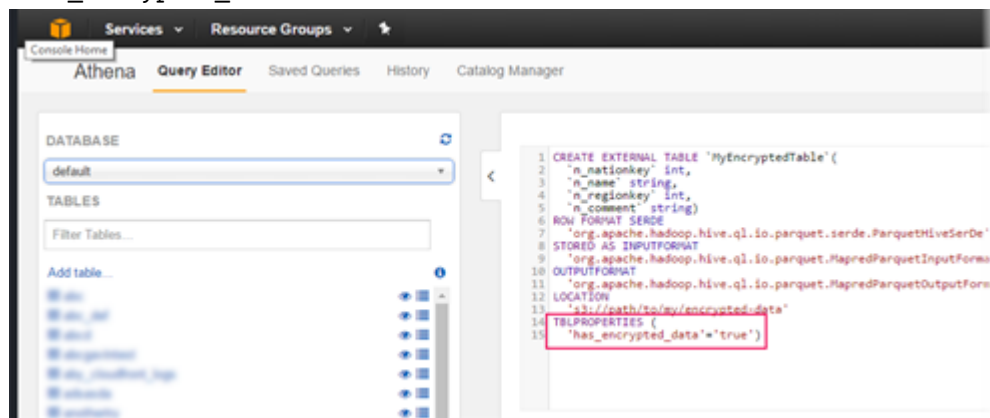 Services Resource Groups
Console Home
Athena Query Editor Saved Queries History Catalog Manager
DATABASE
default
TABLES
Filter Tables...
Add table...
1 CREATE EXTERNAL TABLE `MyEncryptedTable`(
2 `n_nationkey` int,
3 `n_name` string,
4 `n_regionkey` int,
5 `n_comment` string)
6 ROW FORMAT SERDE
7 'org.apache.hadoop.hive.ql.io.parquet.serde.ParquetHiveSerDe'
8 STORED AS INPUTFORMAT
9 'org.apache.hadoop.hive.ql.io.parquet.MapredParquetInputForma
10 OUTPUTFORMAT
11 'org.apache.hadoop.hive.ql.io.parquet.MapredParquetOutputForm
12 LOCATION
13 's3://path/to/my/encrypted-data'
14 TBLPROPERTIES (
15 'has_encrypted_data'='true')